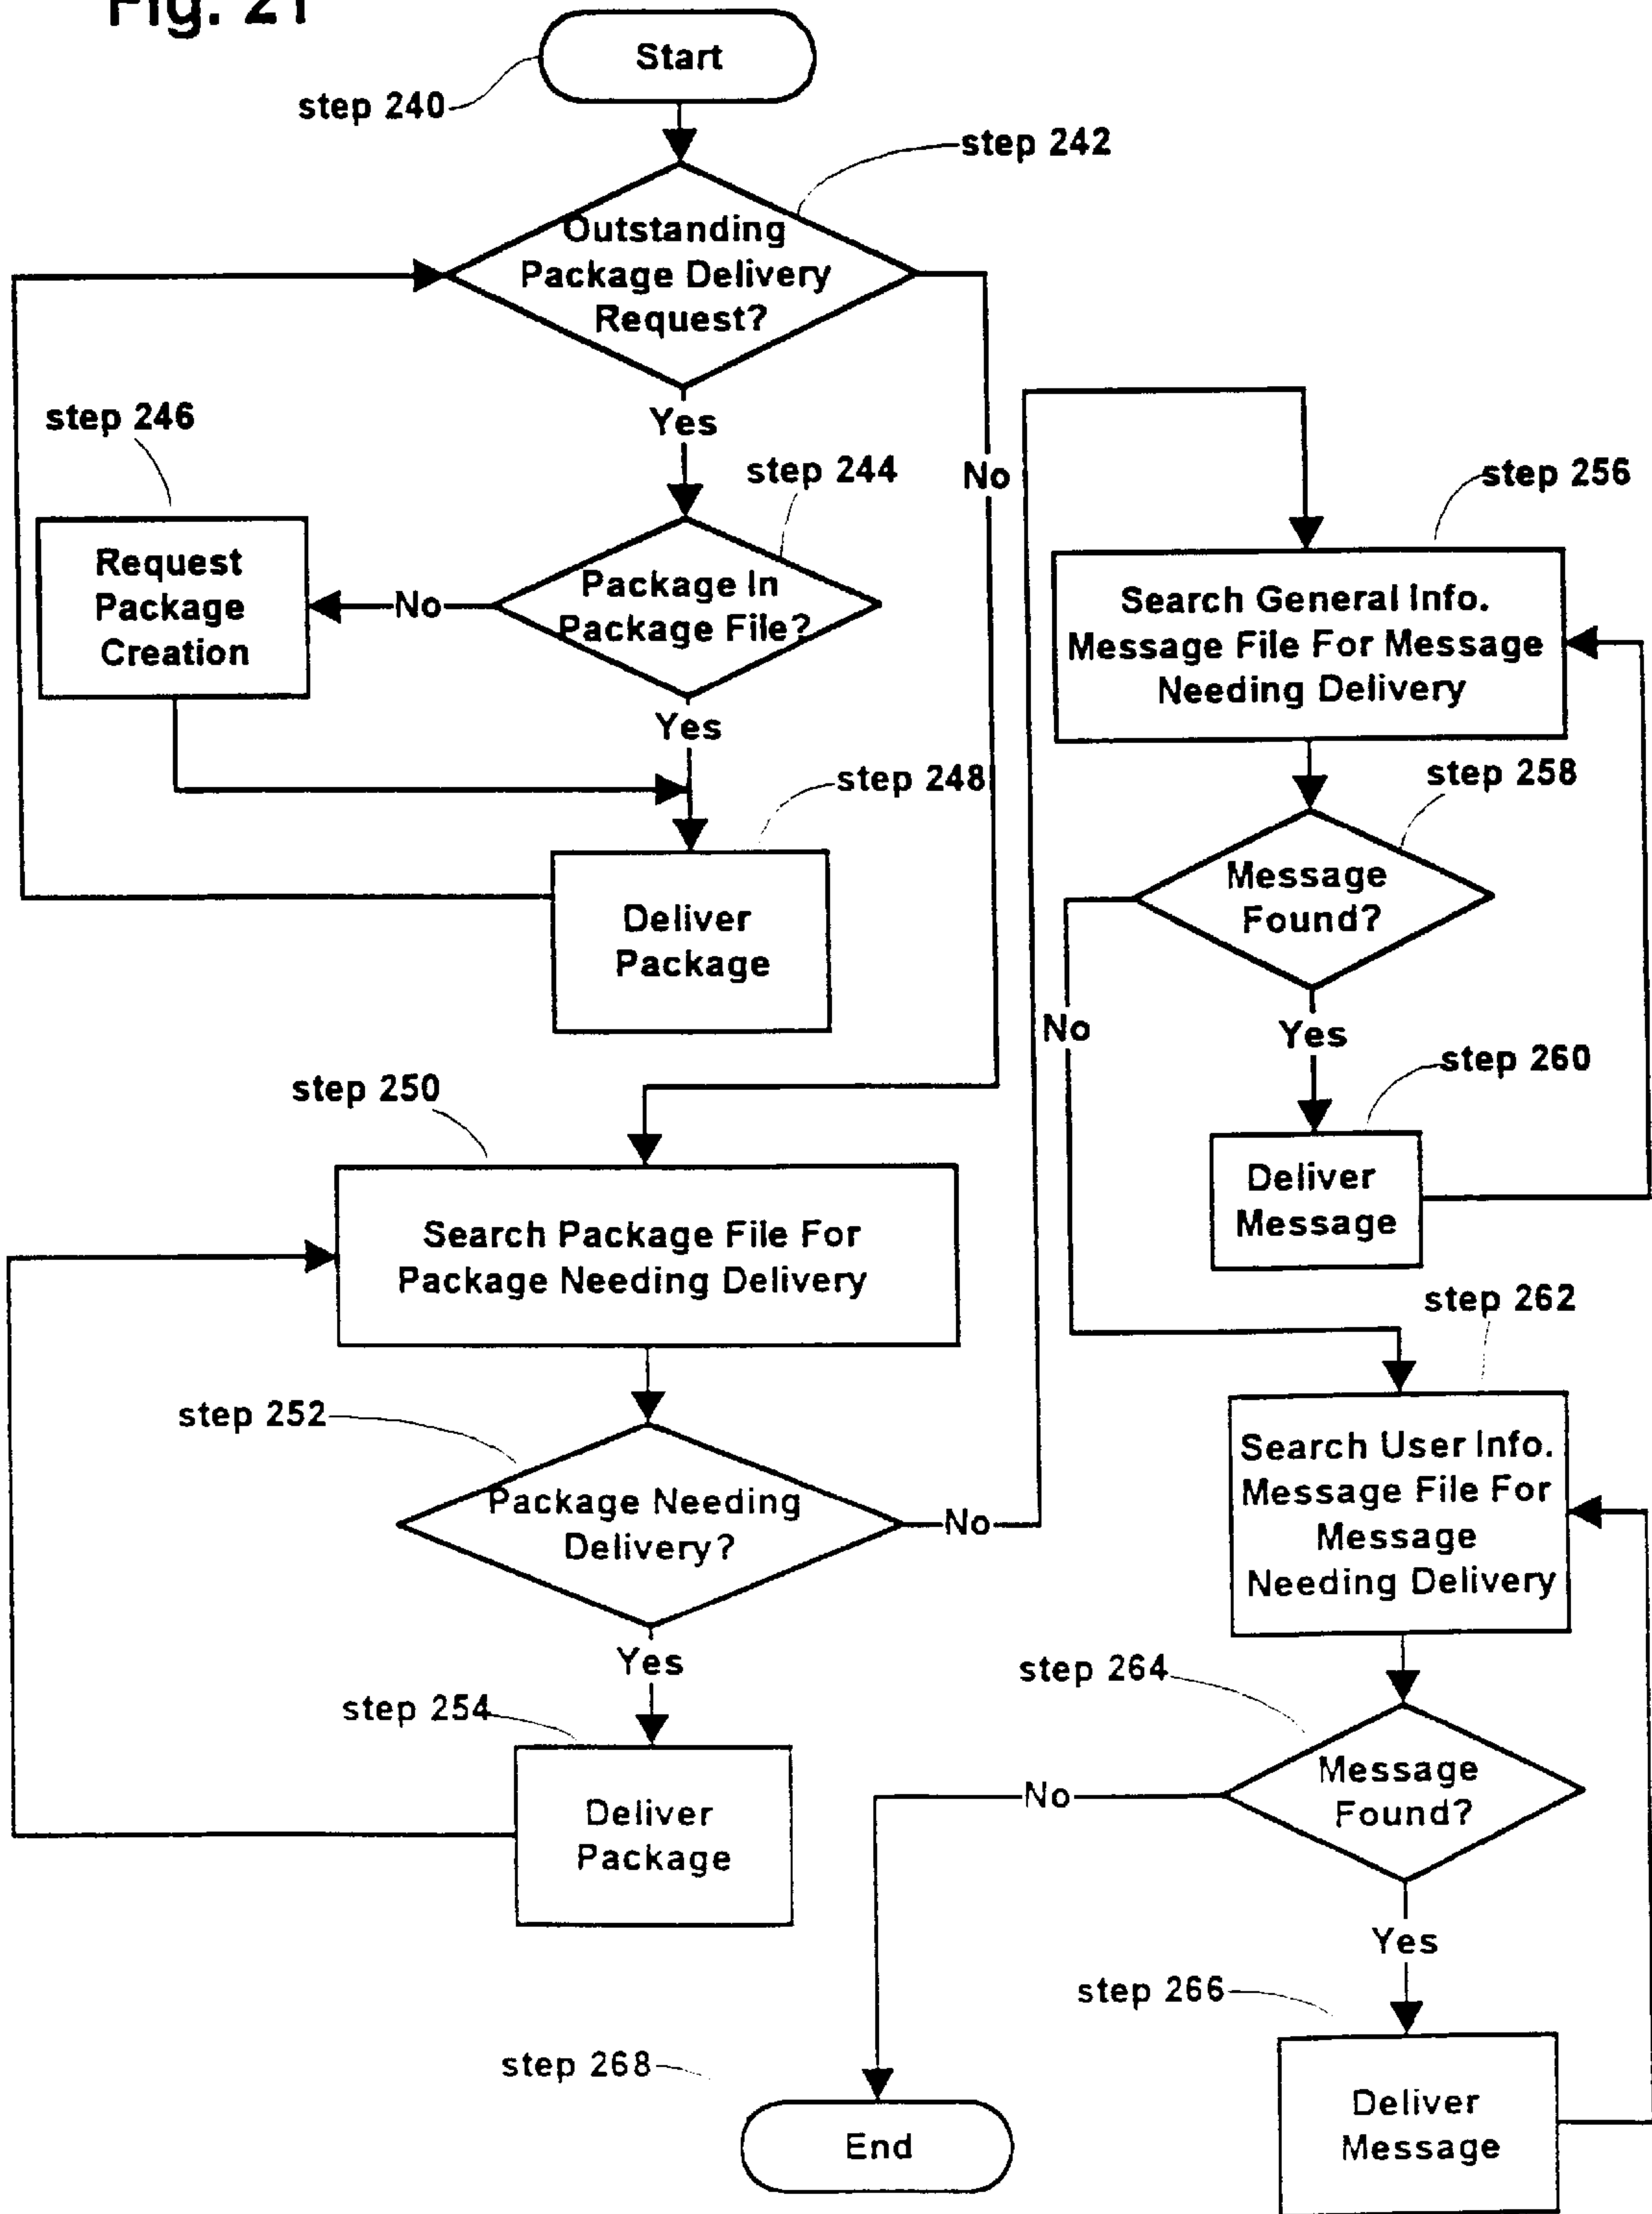 Fig. 21
Start
step 240
step 242
Outstanding
Package Delivery
Request?
Yes
No
step 246
step 244
Request
Package
Creation
No
Package In
Package File?
Yes
step 248
Deliver
Package
step 250
Search Package File For
Package Needing Delivery
step 252
Package Needing
Delivery?
No
Yes
step 254
Deliver
Package
step 256
Search General Info.
Message File For Message
Needing Delivery
step 258
Message
Found?
No
Yes
step 260
Deliver
Message
step 262
Search User Info.
Message File For
Message
Needing Delivery
step 264
Message
Found?
No
Yes
step 266
Deliver
Message
step 268
End